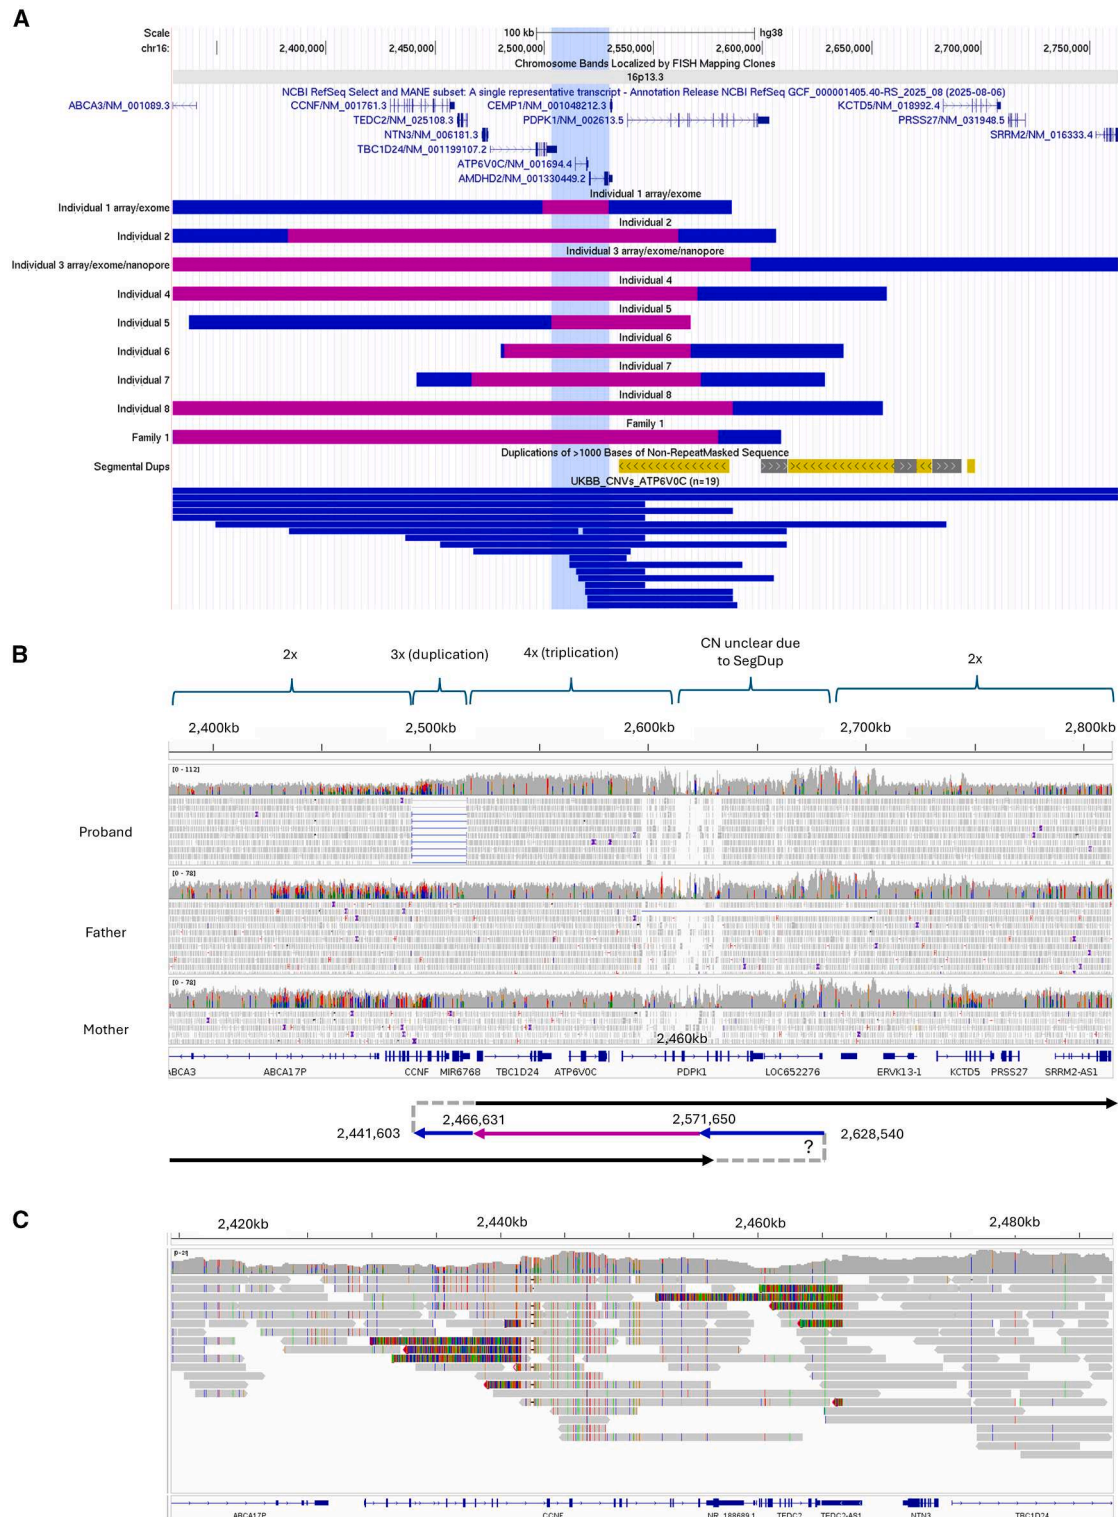 A
Scale
100 kb
hg38
chr16:
2,400,000
2,450,000
2,500,000
2,550,000
2,600,000
2,650,000
2,700,000
2,750,000
Chromosome Bands Localized by FISH Mapping Clones
16p13.3
NCBI RefSeq Select and MANE subset: A single representative transcript - Annotation Release NCBI RefSeq GCF_000001405.40-RS_2025_08 (2025-08-06)
ABCA3/NM_001089.3
CCNF/NM_001761.3
CEMP1/NM_001048212.3
KCTD5/NM_018992.4
TEDC2/NM_025108.3
PDPK1/NM_002613.5
PRSS27/NM_031948.5
NTN3/NM_006181.3
SRRM2/NM_016333.4
TBC1D24/NM_001199107.2
ATP6V0C/NM_001694.4
AMDHD2/NM_001330449.2
Individual 1 array/exome
Individual 1 array/exome
Individual 2
Individual 2
Individual 3 array/exome/nanopore
Individual 3 array/exome/nanopore
Individual 4
Individual 4
Individual 5
Individual 5
Individual 6
Individual 6
Individual 7
Individual 7
Individual 8
Individual 8
Family 1
Family 1
Duplications of >1000 Bases of Non-RepeatMasked Sequence
Segmental Dups
UKBB_CNVs_ATP6V0C (n=19)
B
2x
3x (duplication)
4x (triplication)
CN unclear due
to SegDup
2x
2,400kb
2,500kb
2,600kb
2,700kb
2,800kb
[0 - 112]
Proband
[0 - 78]
Father
[0 - 78]
Mother
2,460kb
ABCA3
ABCA17P
CCNF
MIR6768
TBC1D24
ATP6V0C
PDPK1
LOC652276
ERVK13-1
KCTD5
PRSS27
SRRM2-AS1
2,441,603
2,466,631
2,571,650
2,628,540
?
C
2,420kb
2,440kb
2,460kb
2,480kb
ABCA17P
CCNF
NR_188689.1
TEDC2
TEDC2-AS1
NTN3
TBC1D24